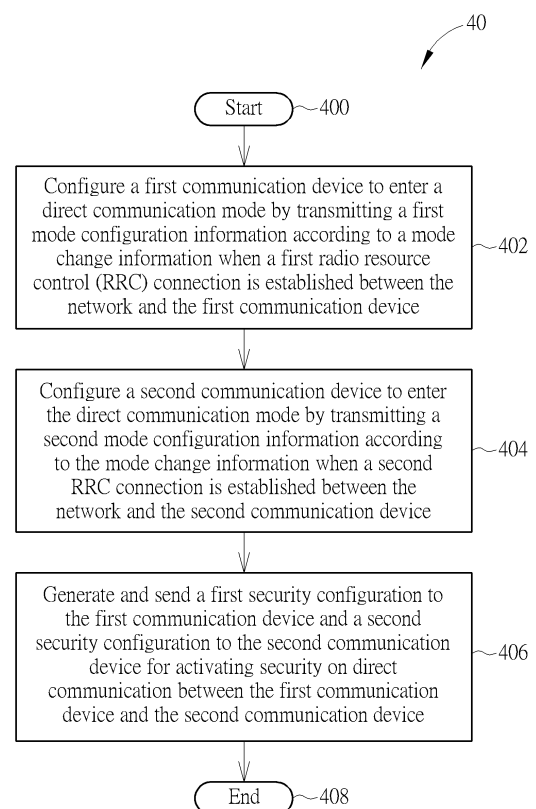 40
Start
400
Configure a first communication device to enter a
direct communication mode by transmitting a first
mode configuration information according to a mode
change information when a first radio resource
control (RRC) connection is established between the
network and the first communication device
402
Configure a second communication device to enter
the direct communication mode by transmitting a
second mode configuration information according
to the mode change information when a second
RRC connection is established between the
network and the second communication device
404
Generate and send a first security configuration to
the first communication device and a second
security configuration to the second communication
device for activating security on direct
communication between the first communication
device and the second communication device
406
End
408